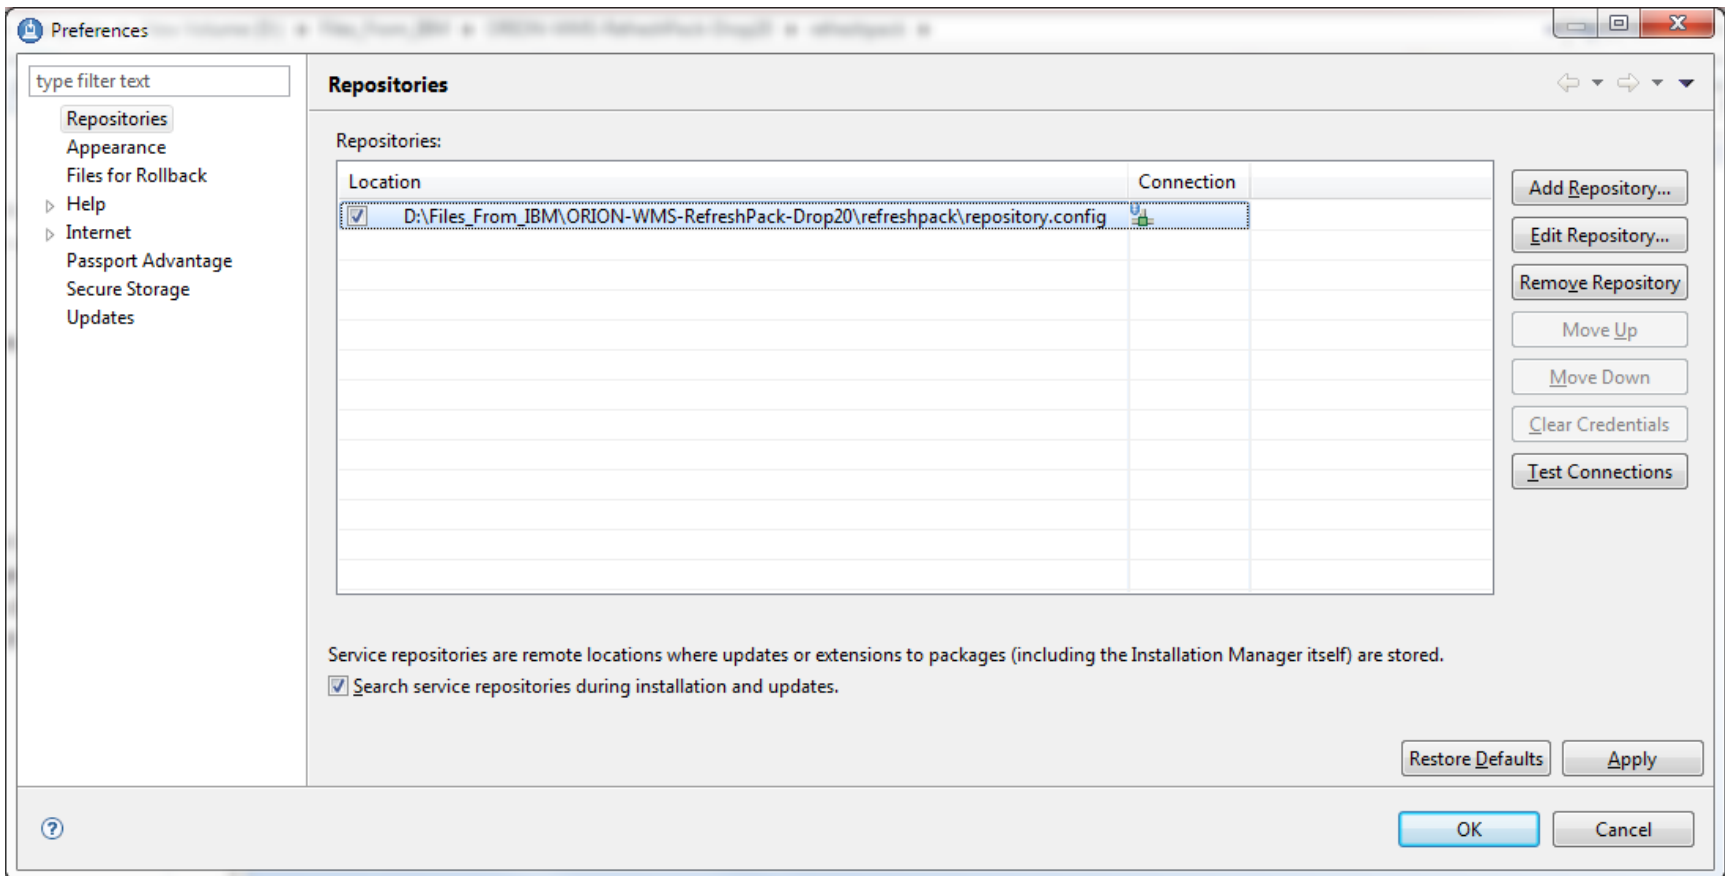 Preferences
type filter text
Repositories
Appearance
Files for Rollback
Help
Internet
Passport Advantage
Secure Storage
Updates
Repositories
Repositories:
Location Connection
D:\Files_From_IBM\ORION-WMS-RefreshPack-Drop20\refreshpack\repository.config
Add Repository...
Edit Repository...
Remove Repository
Move Up
Move Down
Clear Credentials
Test Connections
Service repositories are remote locations where updates or extensions to packages (including the Installation Manager itself) are stored.
Search service repositories during installation and updates.
Restore Defaults Apply
OK Cancel